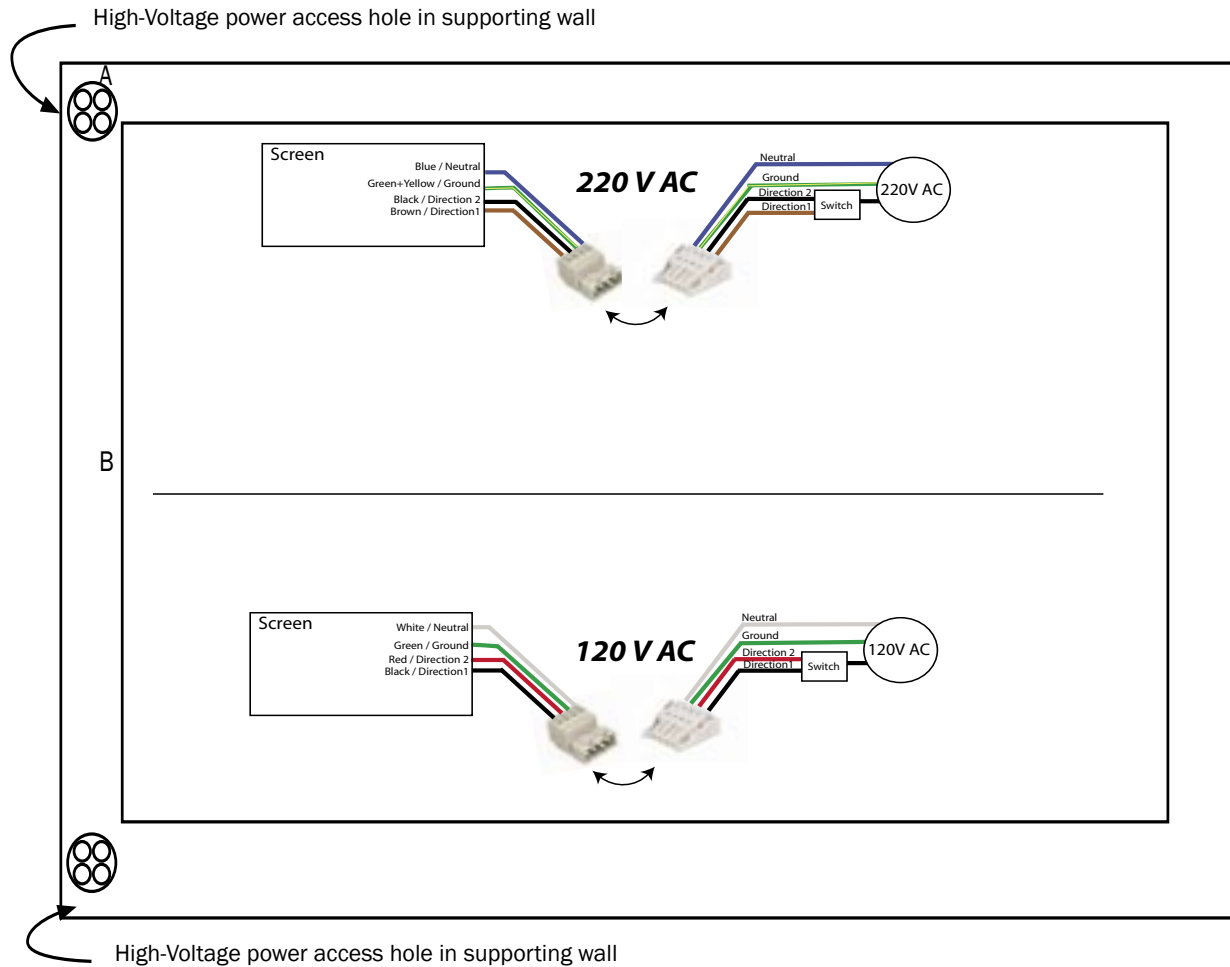 High-Voltage power access hole in supporting wall
A
Screen
Blue / Neutral
Green+Yellow / Ground
Black / Direction 2
Brown / Direction1
220 V AC
Neutral
Ground
Direction 2
Direction1
Switch
220V AC
B
Screen
White / Neutral
Green / Ground
Red / Direction 2
Black / Direction1
120 V AC
Neutral
Ground
Direction 2
Direction1
Switch
120V AC
High-Voltage power access hole in supporting wall